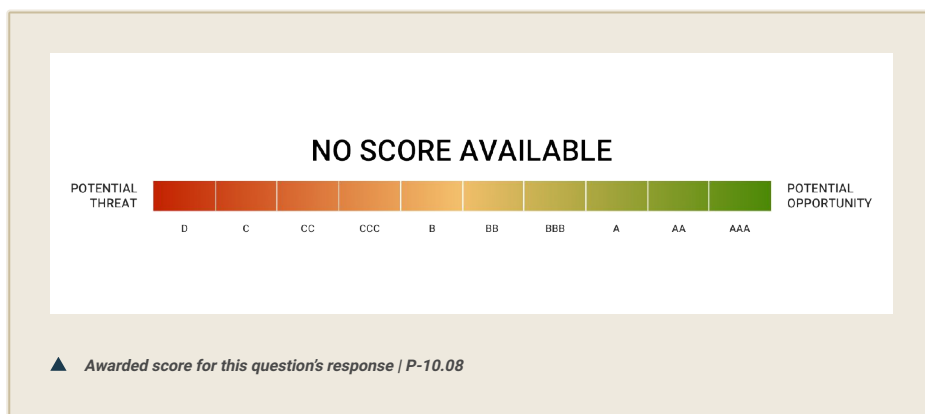 NO SCORE AVAILABLE
POTENTIAL
THREAT
POTENTIAL
OPPORTUNITY
D C CC CCC B BB BBB A AA AAA
Awarded score for this question's response | P-10.08